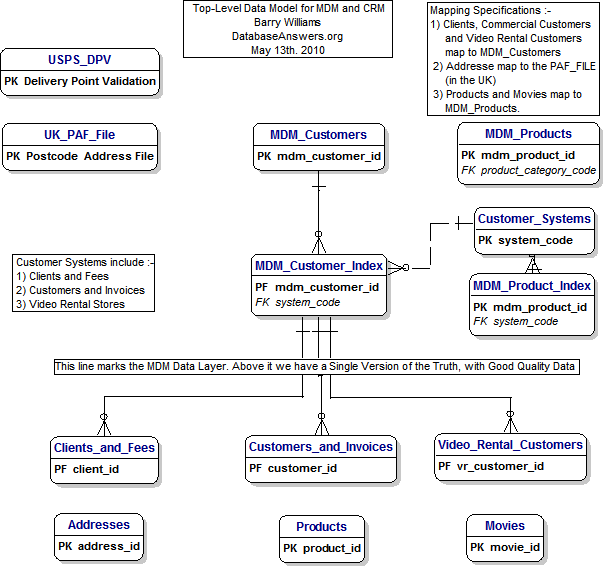 Top-Level Data Model for MDM and CRM
Barry Williams
DatabaseAnswers.org
May 13th. 2010
Mapping Specifications :-
1) Clients, Commercial Customers
and Video Rental Customers
map to MDM_Customers
2) Addresse map to the PAF_FILE
(in the UK)
3) Products and Movies map to
MDM_Products.
USPS_DPV
PK Delivery Point Validation
UK_PAF_File
PK Postcode Address File
MDM_Customers
PK mdm_customer_id
MDM_Products
PK mdm_product_id
FK product_category_code
Customer_Systems
PK system_code
Customer Systems include :-
1) Clients and Fees
2) Customers and Invoices
3) Video Rental Stores
MDM_Customer_Index
PF mdm_customer_id
FK system_code
MDM_Product_Index
PK mdm_product_id
FK system_code
This line marks the MDM Data Layer. Above it we have a Single Version of the Truth, with Good Quality Data
Clients_and_Fees
PF client_id
Customers_and_Invoices
PF customer_id
Video_Rental_Customers
PF vr_customer_id
Addresses
PK address_id
Products
PK product_id
Movies
PK movie_id